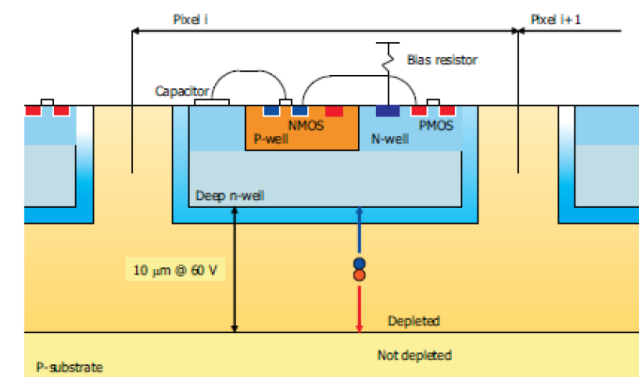 Pixel i
Pixel i+1
Bias resistor
Capacitor
NMOS
PMOS
P-well
N-well
Deep n-well
10 μm @ 60 V
Depleted
Not depleted
P-substrate